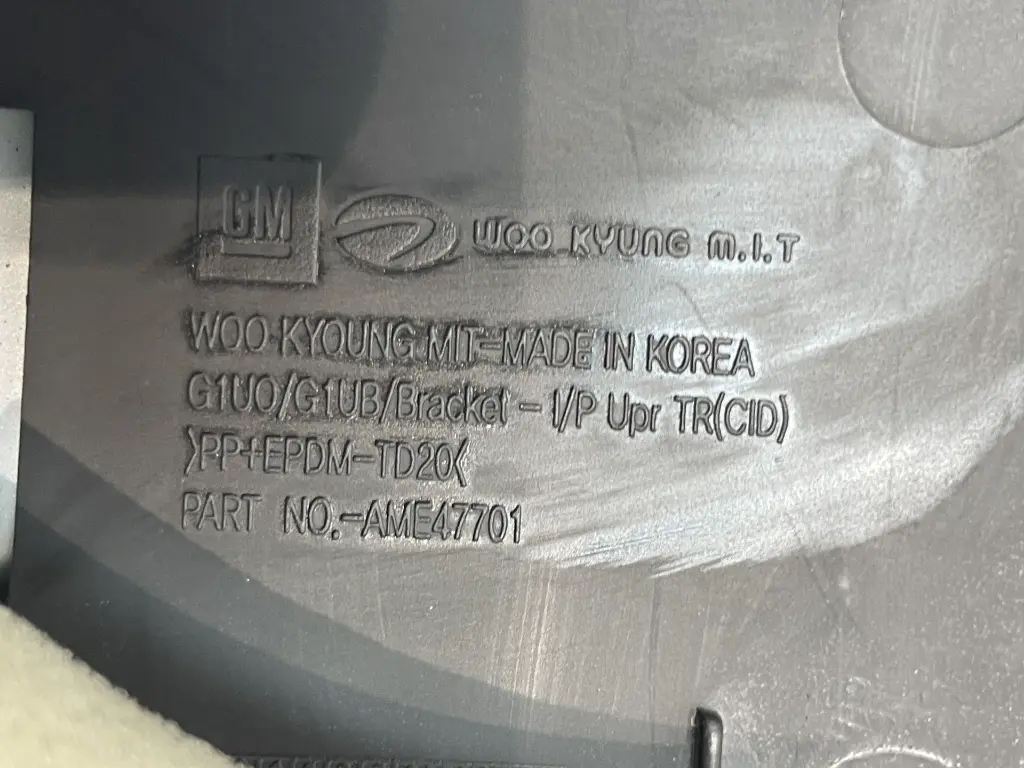 GM WOO KYUNG M.I.T
WOO KYOUNG MIT-MADE IN KOREA
G1UO/G1UB/Bracket - I/P Upr TR(CID)
>PP+EPDM-TD20<
PART NO.-AME47701